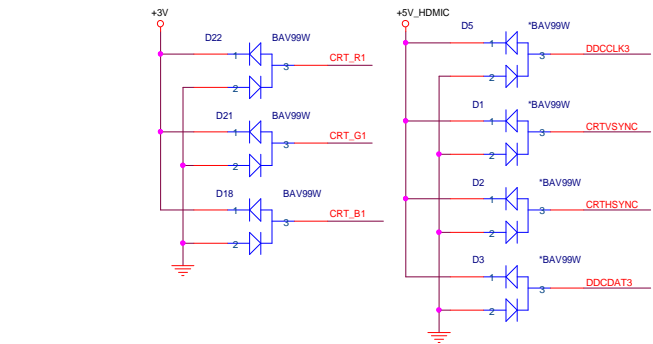 +3V
D22 BAV99W
1
3 CRT_R1
2
D21 BAV99W
1
3 CRT_G1
2
D18 BAV99W
1
3 CRT_B1
2
+5V_HDMIC
D5 *BAV99W
1
3 DDCCLK3
2
D1 *BAV99W
1
3 CRTVSYNC
2
D2 *BAV99W
1
3 CRTHSYNC
2
D3 *BAV99W
1
3 DDCDAT3
2